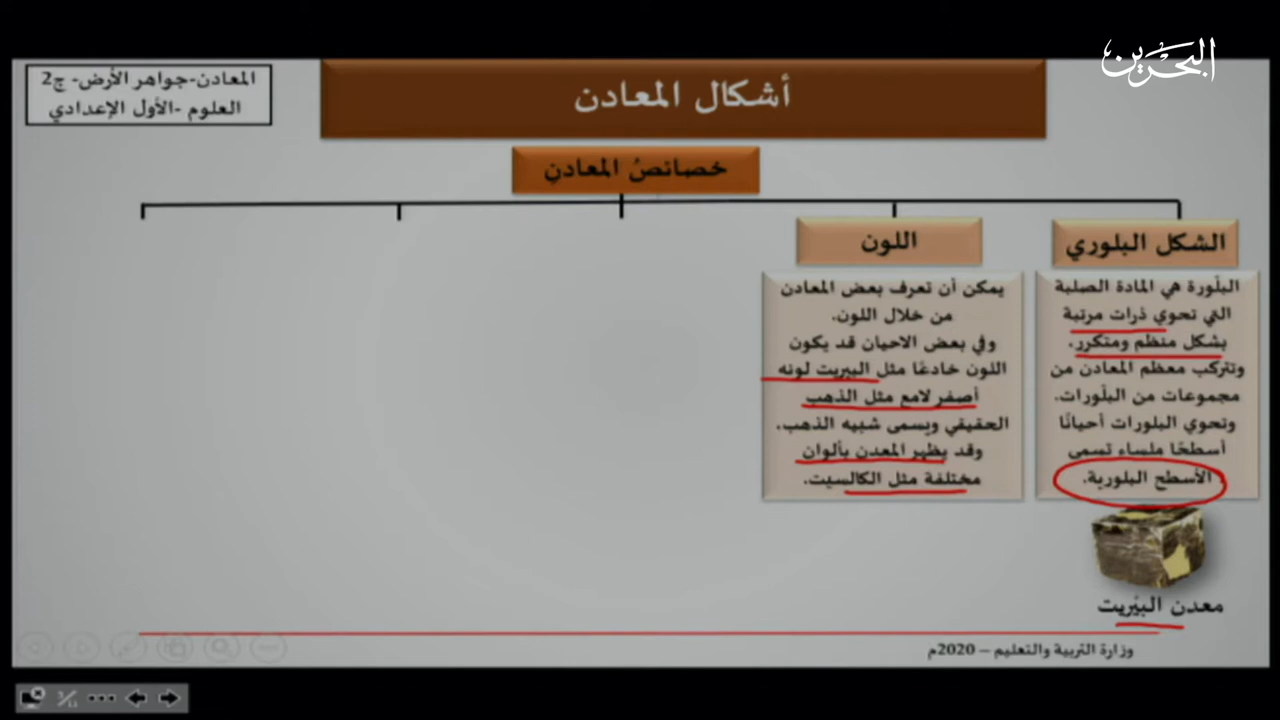 البحرين
المعادن-جواهر الأرض- ج2
العلوم -الأول الإعدادي
أشكال المعادن
خصائصُ المعادنِ
الشكل البلوري
البلّورة هي المادة الصلبة
التي تحوي ذرات مرتبة
بشكل منظم ومتكرر.
وتتركب معظم المعادن من
مجموعات من البلّورات.
وتحوي البلورات أحيانًا
أسطحًا ملساء تسمى
الأسطح البلورية.
معدن البيْريت
اللون
يمكن أن تعرف بعض المعادن
من خلال اللون.
وفي بعض الاحيان قد يكون
اللون خادعًا مثل البيريت لونه
أصفر لامع مثل الذهب
الحقيقي ويسمى شبيه الذهب.
وقد يظهر المعدن بألوان
مختلفة مثل الكالسيت.
وزارة التربية والتعليم – 2020م